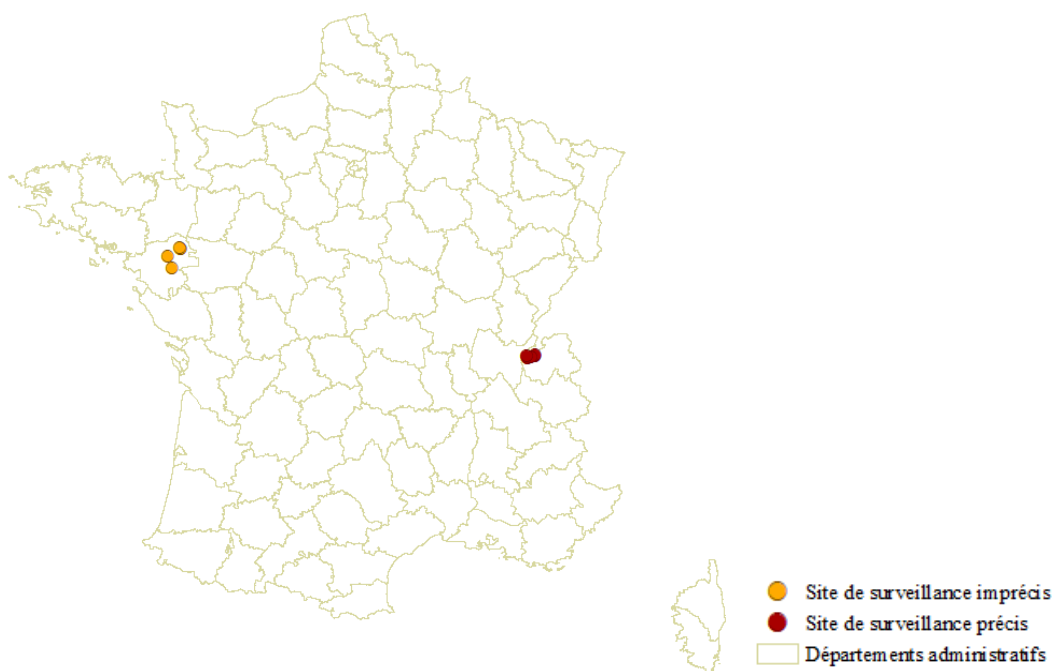 Site de surveillance imprécis
Site de surveillance précis
Départements administratifs